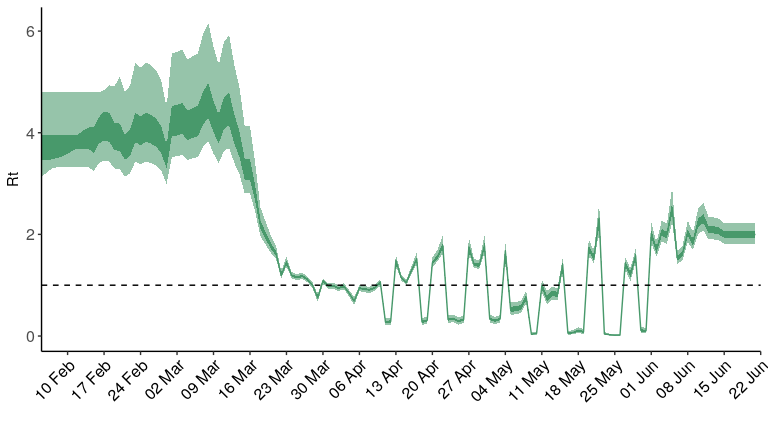 6
4
2
0
Rt
10 Feb
17 Feb
24 Feb
02 Mar
09 Mar
16 Mar
23 Mar
30 Mar
06 Apr
13 Apr
20 Apr
27 Apr
04 May
11 May
18 May
25 May
01 Jun
08 Jun
15 Jun
22 Jun